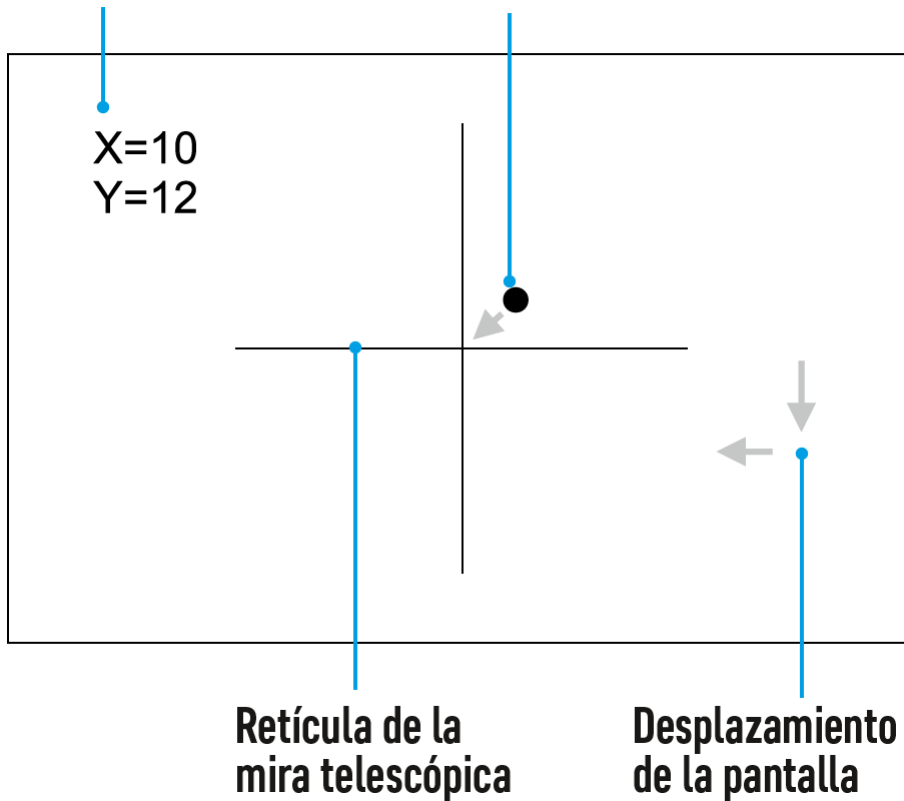 X=10
Y=12
Retícula de la
mira telescópica
Desplazamiento
de la pantalla